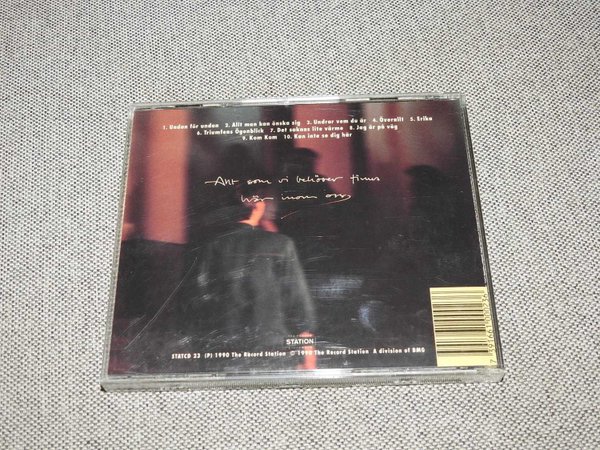 1. Undan för undan 2. Allt man kan önska sig 3. Undrar vem du är 4. Överallt 5. Erika
6. Triumfens Ögonblick 7. Det saknas lite värme 8. Jag är på väg
9. Kom Kom 10. Kan inte se dig här
Allt som vi behöver finns
här inom oss
STATION
STATCD 23 (P) 1990 The Record Station © 1990 The Record Station A division of BMG